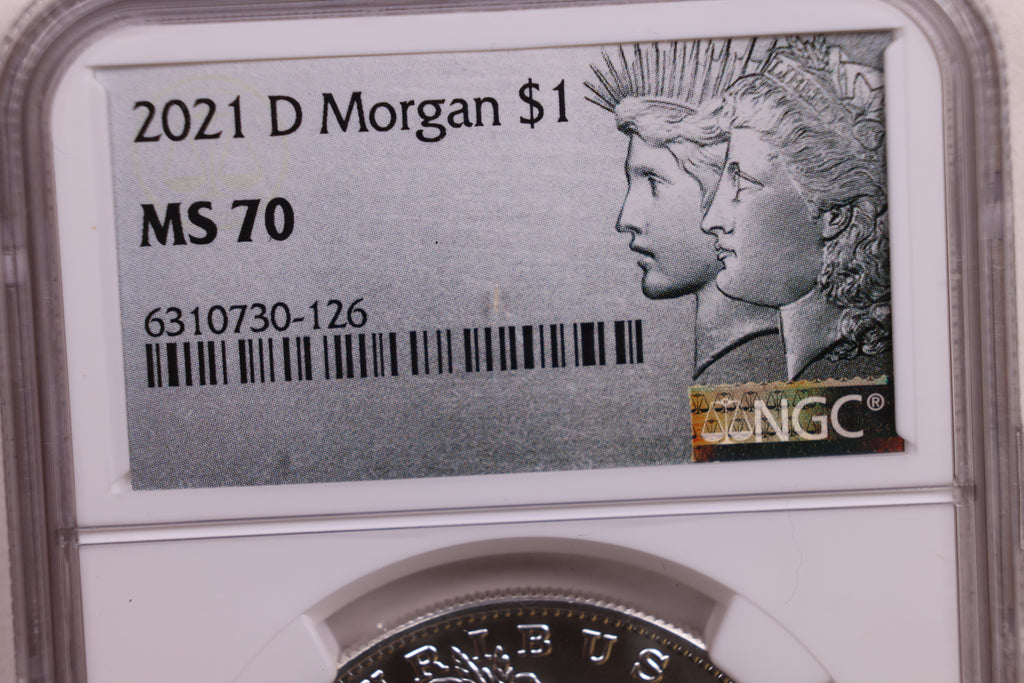 2021 D Morgan $1
MS 70
6310730-126
NGC®
RIBUS